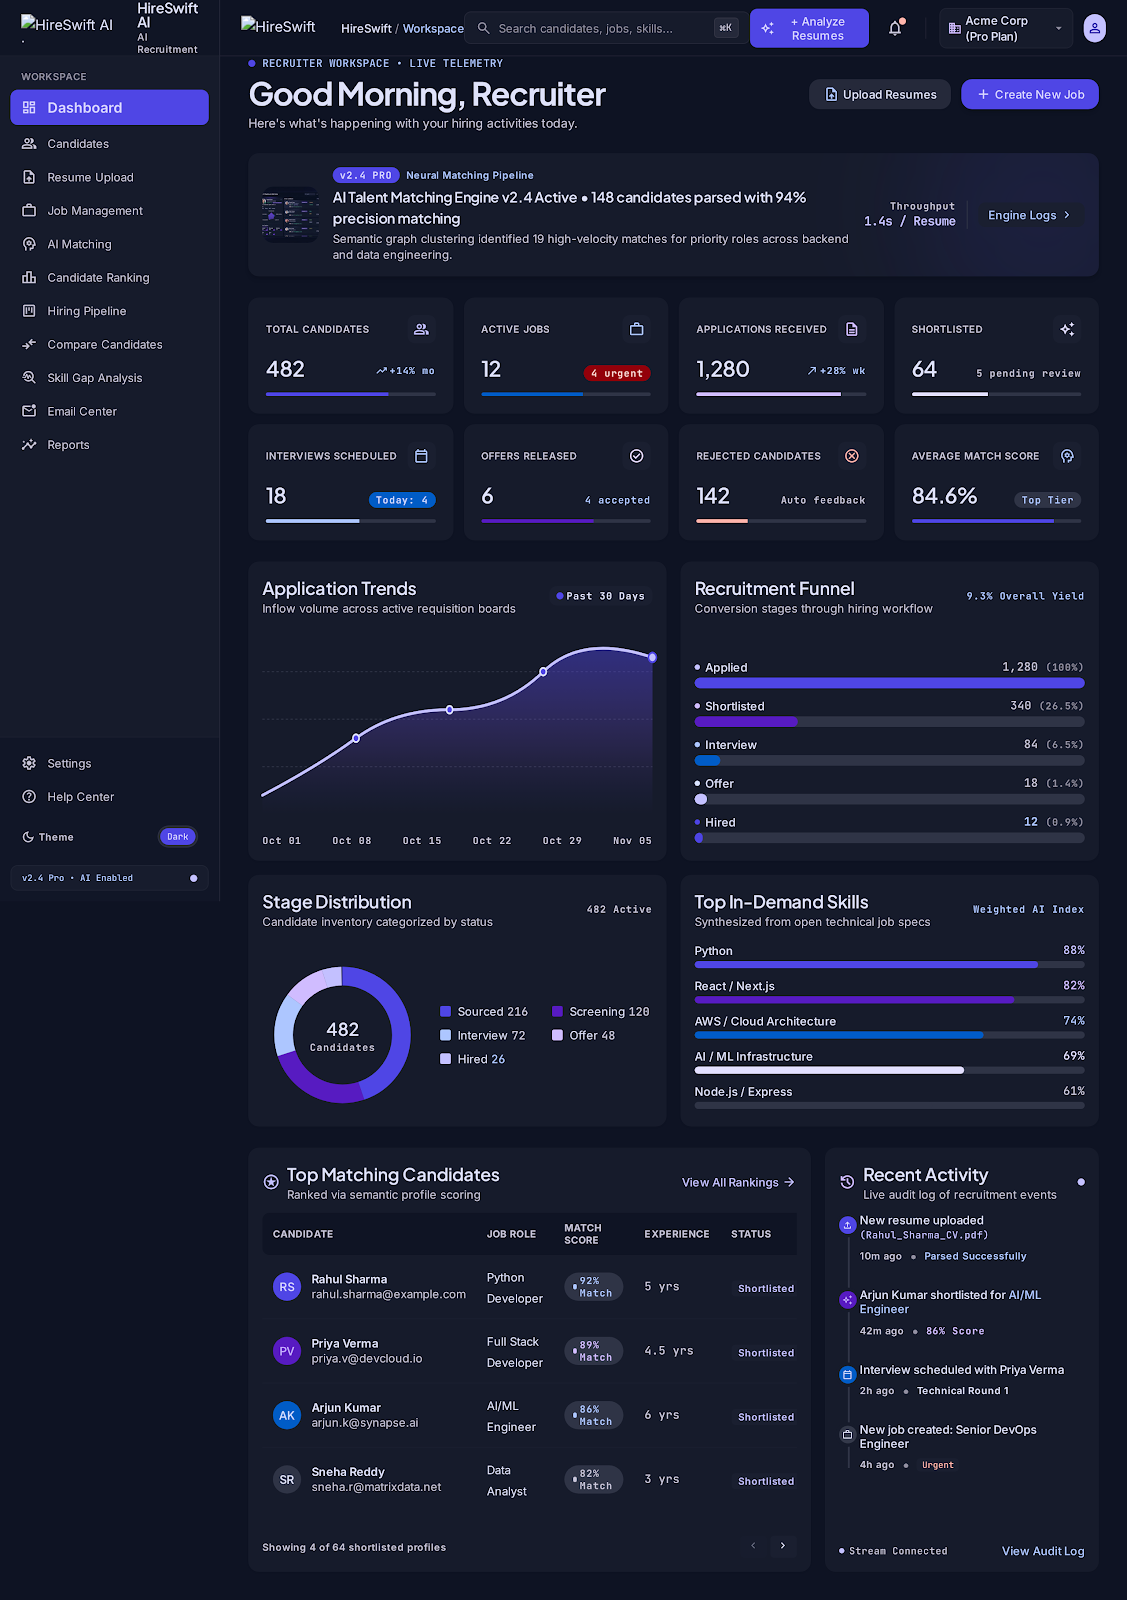 HireSwift AI
HireSwift
AI
AI
Recruitment
WORKSPACE
Dashboard
Candidates
Resume Upload
Job Management
AI Matching
Candidate Ranking
Hiring Pipeline
Compare Candidates
Skill Gap Analysis
Email Center
Reports
Settings
Help Center
Theme
Dark
v2.4 Pro • AI Enabled
HireSwift
HireSwift / Workspace
Search candidates, jobs, skills...
⌘K
+ Analyze
Resumes
Acme Corp
(Pro Plan)
RECRUITER WORKSPACE • LIVE TELEMETRY
Good Morning, Recruiter
Here's what's happening with your hiring activities today.
Upload Resumes
Create New Job
v2.4 PRO
Neural Matching Pipeline
AI Talent Matching Engine v2.4 Active • 148 candidates parsed with 94%
precision matching
Semantic graph clustering identified 19 high-velocity matches for priority roles across backend
and data engineering.
Throughput
1.4s / Resume
Engine Logs
TOTAL CANDIDATES
482
+14% mo
ACTIVE JOBS
12
4 urgent
APPLICATIONS RECEIVED
1,280
+28% wk
SHORTLISTED
64
5 pending review
INTERVIEWS SCHEDULED
18
Today: 4
OFFERS RELEASED
6
4 accepted
REJECTED CANDIDATES
142
Auto feedback
AVERAGE MATCH SCORE
84.6%
Top Tier
Application Trends
Inflow volume across active requisition boards
Past 30 Days
Oct 01
Oct 08
Oct 15
Oct 22
Oct 29
Nov 05
Recruitment Funnel
Conversion stages through hiring workflow
9.3% Overall Yield
Applied
1,280 (100%)
Shortlisted
340 (26.5%)
Interview
84 (6.5%)
Offer
18 (1.4%)
Hired
12 (0.9%)
Stage Distribution
Candidate inventory categorized by status
482 Active
482
Candidates
Sourced 216
Screening 120
Interview 72
Offer 48
Hired 26
Top In-Demand Skills
Synthesized from open technical job specs
Weighted AI Index
Python
88%
React / Next.js
82%
AWS / Cloud Architecture
74%
AI / ML Infrastructure
69%
Node.js / Express
61%
Top Matching Candidates
Ranked via semantic profile scoring
View All Rankings
CANDIDATE
JOB ROLE
MATCH
SCORE
EXPERIENCE
STATUS
RS
Rahul Sharma
rahul.sharma@example.com
Python
Developer
92%
Match
5 yrs
Shortlisted
PV
Priya Verma
priya.v@devcloud.io
Full Stack
Developer
89%
Match
4.5 yrs
Shortlisted
AK
Arjun Kumar
arjun.k@synapse.ai
AI/ML
Engineer
86%
Match
6 yrs
Shortlisted
SR
Sneha Reddy
sneha.r@matrixdata.net
Data
Analyst
82%
Match
3 yrs
Shortlisted
Showing 4 of 64 shortlisted profiles
Recent Activity
Live audit log of recruitment events
New resume uploaded
(Rahul_Sharma_CV.pdf)
10m ago • Parsed Successfully
Arjun Kumar shortlisted for AI/ML
Engineer
42m ago • 86% Score
Interview scheduled with Priya Verma
2h ago • Technical Round 1
New job created: Senior DevOps
Engineer
4h ago • Urgent
Stream Connected
View Audit Log